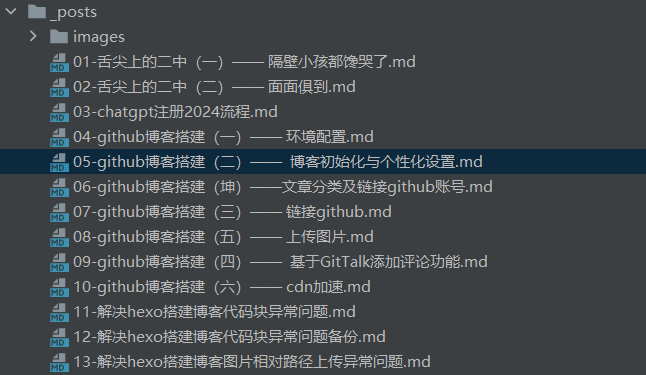 _posts
images
01-舌尖上的二中（一）—— 隔壁小孩都馋哭了.md
02-舌尖上的二中（二）—— 面面俱到.md
03-chatgpt注册2024流程.md
04-github博客搭建（一）—— 环境配置.md
05-github博客搭建（二）—— 博客初始化与个性化设置.md
06-github博客搭建（坤）——文章分类及链接github账号.md
07-github博客搭建（三）—— 链接github.md
08-github博客搭建（五）—— 上传图片.md
09-github博客搭建（四）—— 基于GitTalk添加评论功能.md
10-github博客搭建（六）—— cdn加速.md
11-解决hexo搭建博客代码块异常问题.md
12-解决hexo搭建博客代码块异常问题备份.md
13-解决hexo搭建博客图片相对路径上传异常问题.md